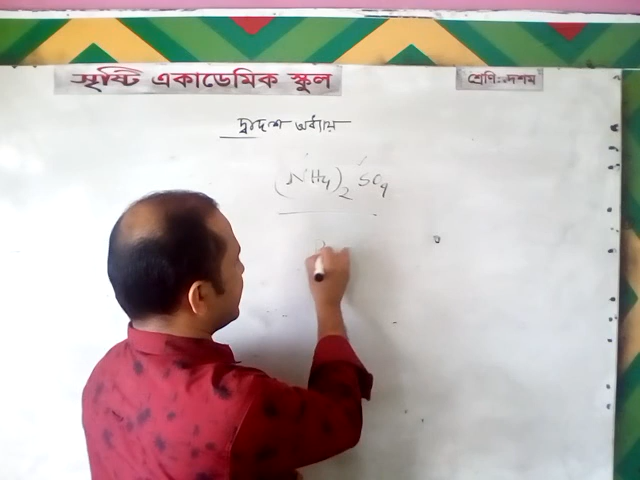 সৃষ্টি একাডেমিক স্কুল
শ্রেণি: দশম
দ্বাদশ অধ্যায়
(NH4)2 SO4